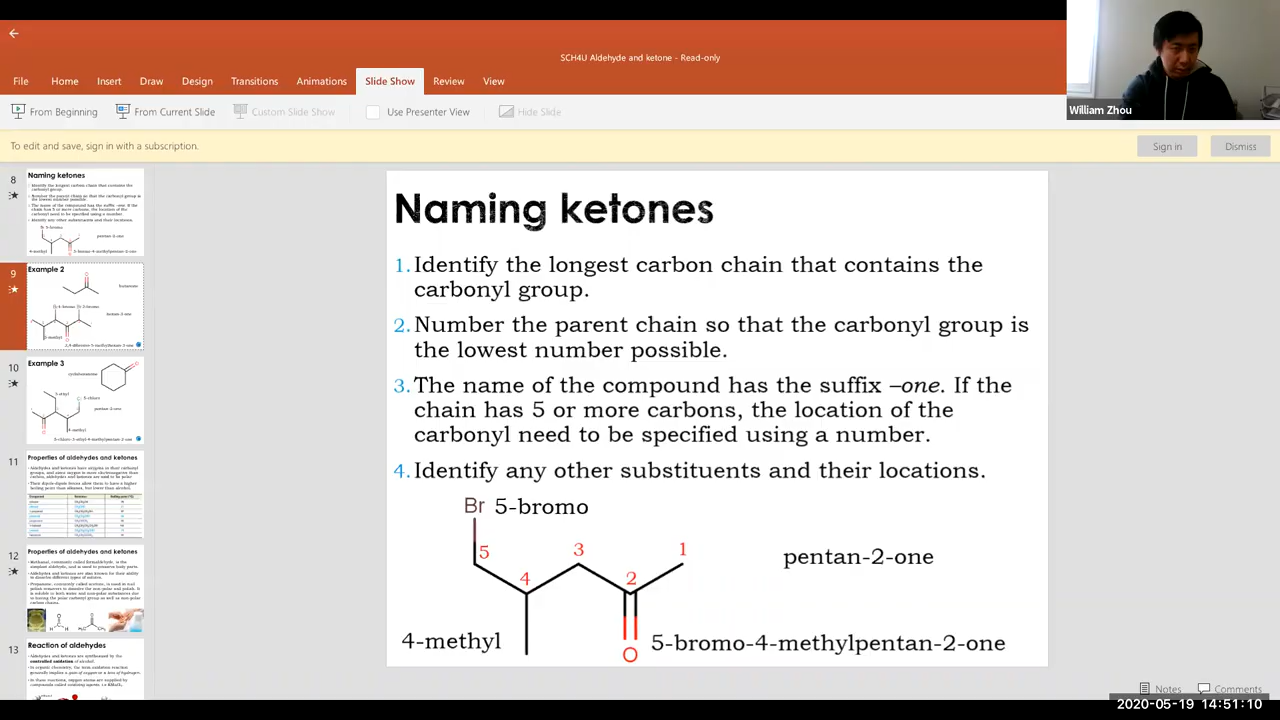 SCH4U Aldehyde and ketone - Read-only
William Zhou
File Home Insert Draw Design Transitions Animations Slide Show Review View
From Beginning From Current Slide Custom Slide Show Use Presenter View Hide Slide
To edit and save, sign in with a subscription.
Sign in Dismiss
8 Naming ketones
9 Example 2
10 Example 3
11 Properties of aldehydes and ketones
12 Properties of aldehydes and ketones
13 Reaction of aldehydes
Naming ketones
1. Identify the longest carbon chain that contains the
carbonyl group.
2. Number the parent chain so that the carbonyl group is
the lowest number possible.
3. The name of the compound has the suffix –one. If the
chain has 5 or more carbons, the location of the
carbonyl need to be specified using a number.
4. Identify any other substituents and their locations.
Br 5-bromo
5 4 3 2 1
pentan-2-one
4-methyl
O
5-bromo-4-methylpentan-2-one
Notes Comments
2020-05-19 14:51:10